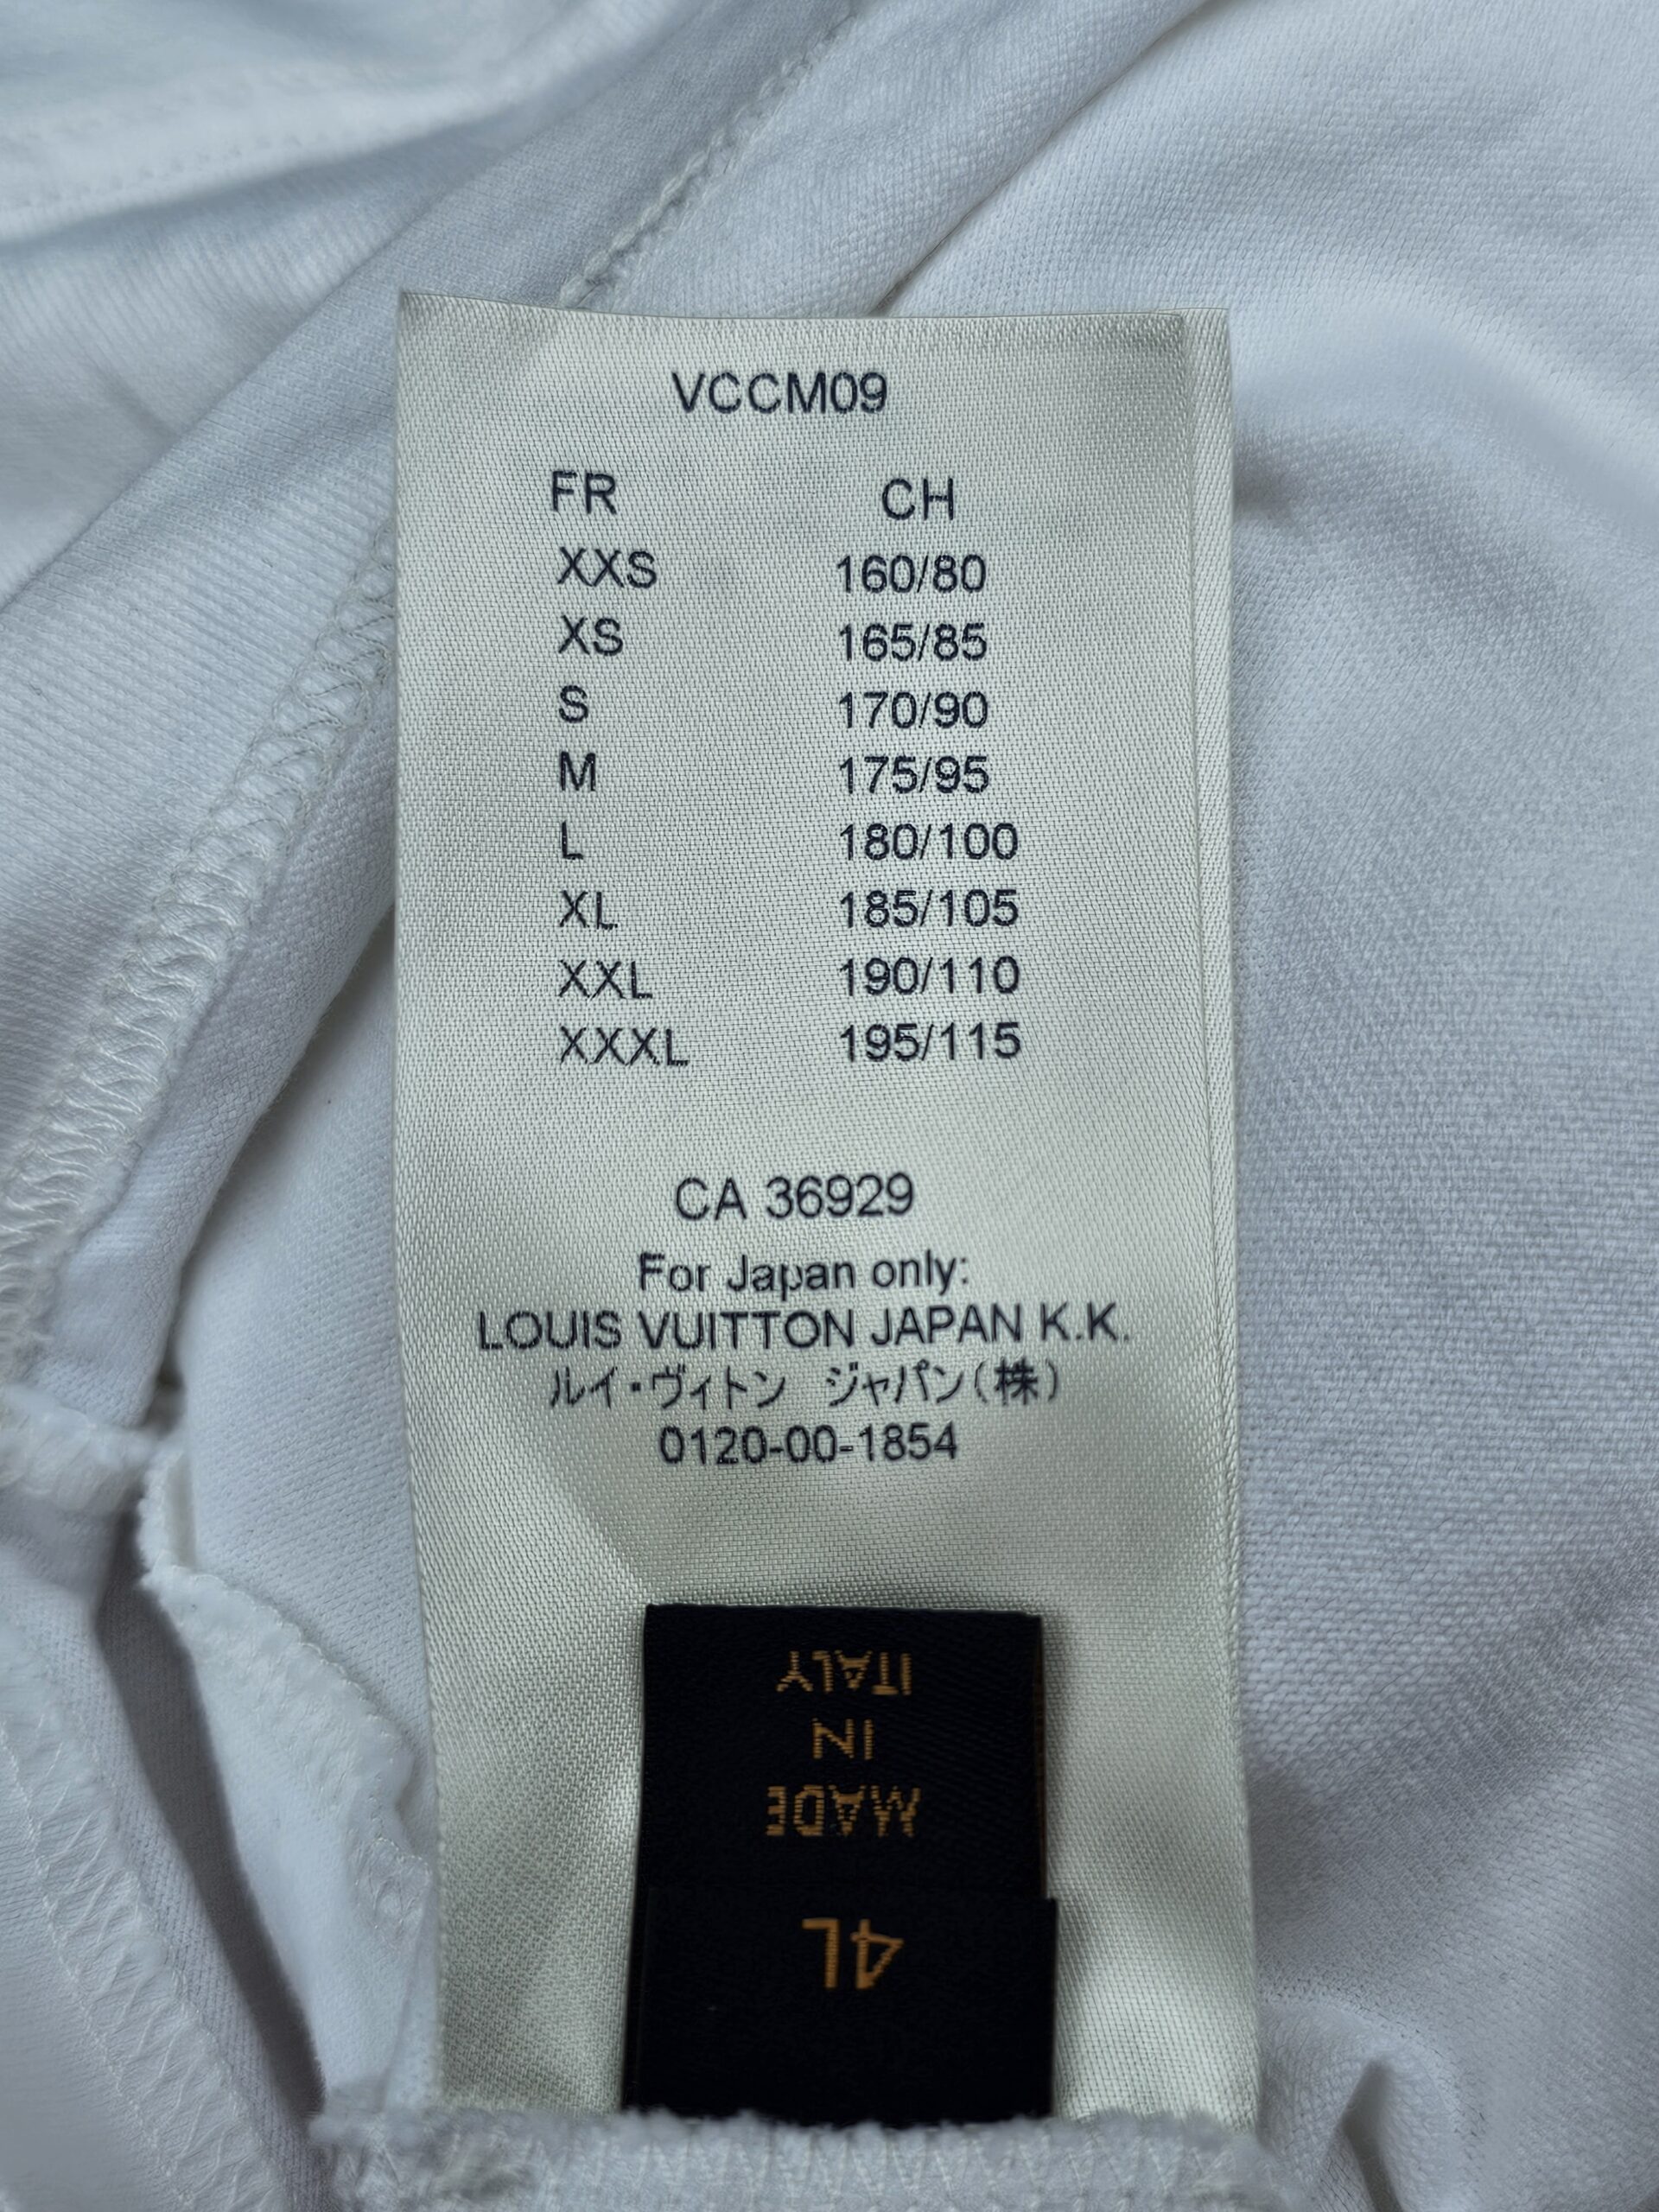 VCCM09
FR CH
XXS 160/80
XS 165/85
S 170/90
M 175/95
L 180/100
XL 185/105
XXL 190/110
XXXL 195/115
CA 36929
For Japan only:
LOUIS VUITTON JAPAN K.K.
ルイ・ヴィトン ジャパン(株)
0120-00-1854
4L
MADE
IN
ITALY